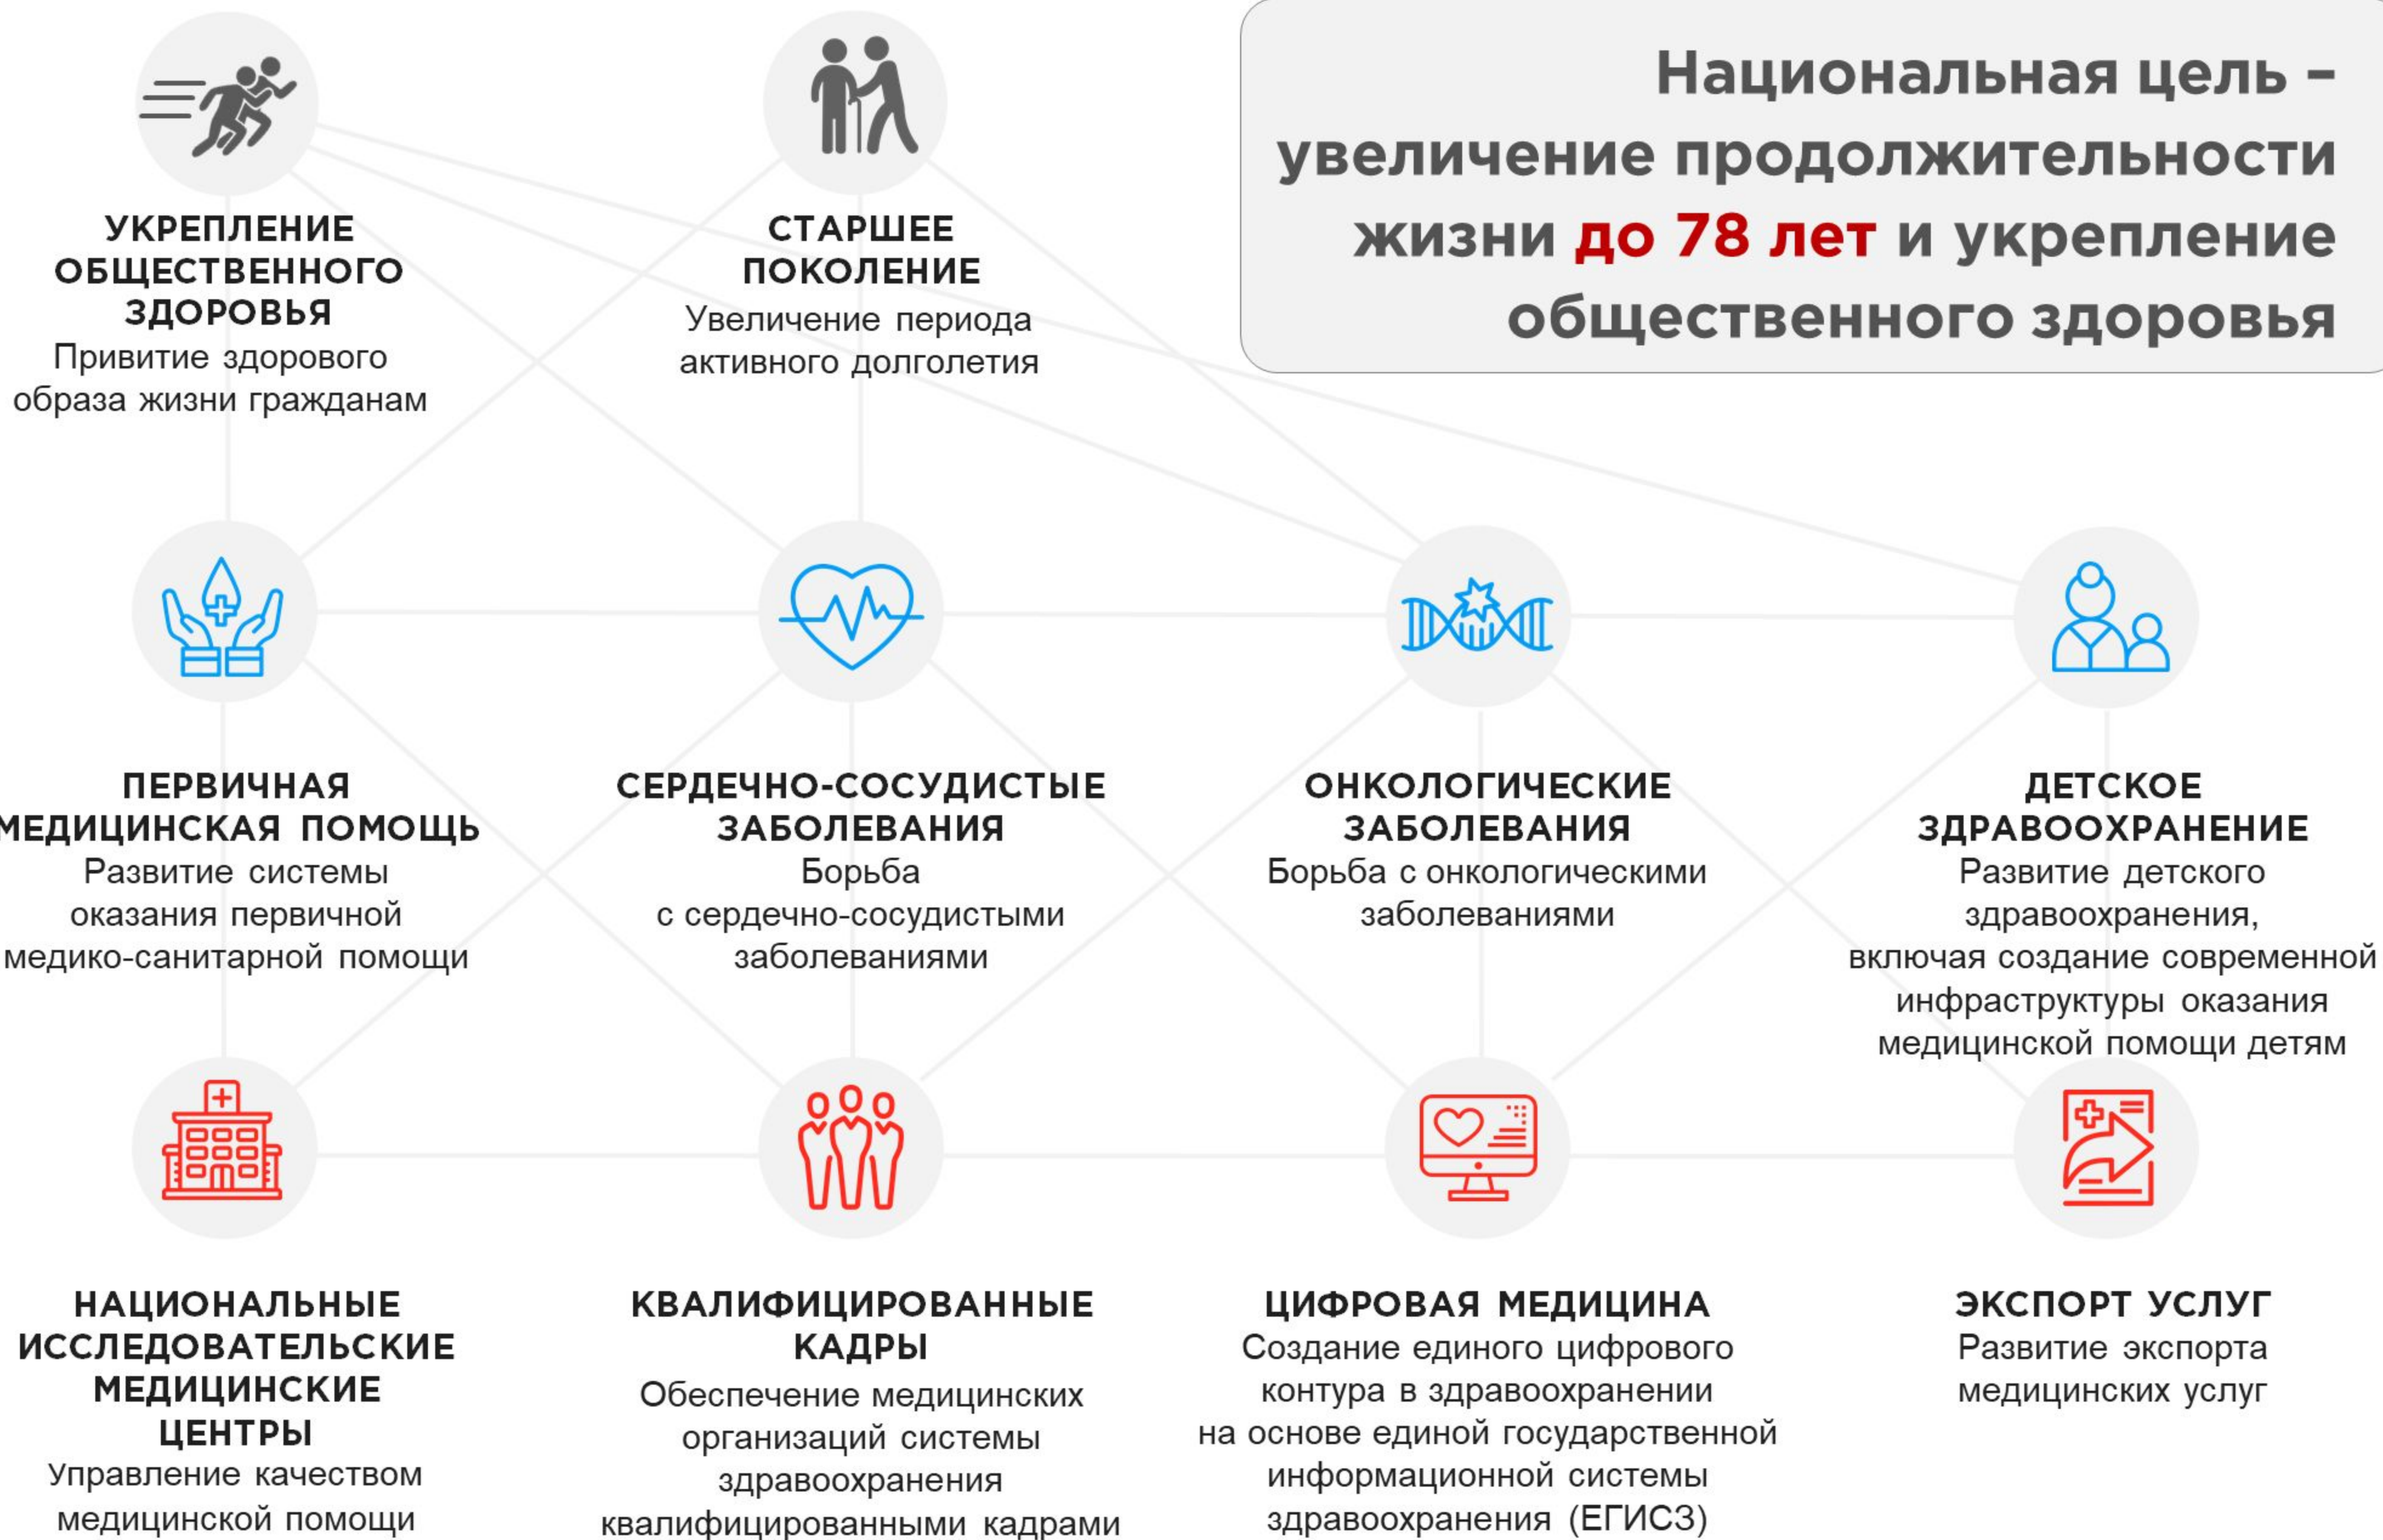 Национальная цель –
увеличение продолжительности
жизни до 78 лет и укрепление
общественного здоровья
УКРЕПЛЕНИЕ
ОБЩЕСТВЕННОГО
ЗДОРОВЬЯ
Привитие здорового
образа жизни гражданам
СТАРШЕЕ
ПОКОЛЕНИЕ
Увеличение периода
активного долголетия
ПЕРВИЧНАЯ
МЕДИЦИНСКАЯ ПОМОЩЬ
Развитие системы
оказания первичной
медико-санитарной помощи
СЕРДЕЧНО-СОСУДИСТЫЕ
ЗАБОЛЕВАНИЯ
Борьба
с сердечно-сосудистыми
заболеваниями
ОНКОЛОГИЧЕСКИЕ
ЗАБОЛЕВАНИЯ
Борьба с онкологическими
заболеваниями
ДЕТСКОЕ
ЗДРАВООХРАНЕНИЕ
Развитие детского
здравоохранения,
включая создание современной
инфраструктуры оказания
медицинской помощи детям
НАЦИОНАЛЬНЫЕ
ИССЛЕДОВАТЕЛЬСКИЕ
МЕДИЦИНСКИЕ
ЦЕНТРЫ
Управление качеством
медицинской помощи
КВАЛИФИЦИРОВАННЫЕ
КАДРЫ
Обеспечение медицинских
организаций системы
здравоохранения
квалифицированными кадрами
ЦИФРОВАЯ МЕДИЦИНА
Создание единого цифрового
контура в здравоохранении
на основе единой государственной
информационной системы
здравоохранения (ЕГИСЗ)
ЭКСПОРТ УСЛУГ
Развитие экспорта
медицинских услуг